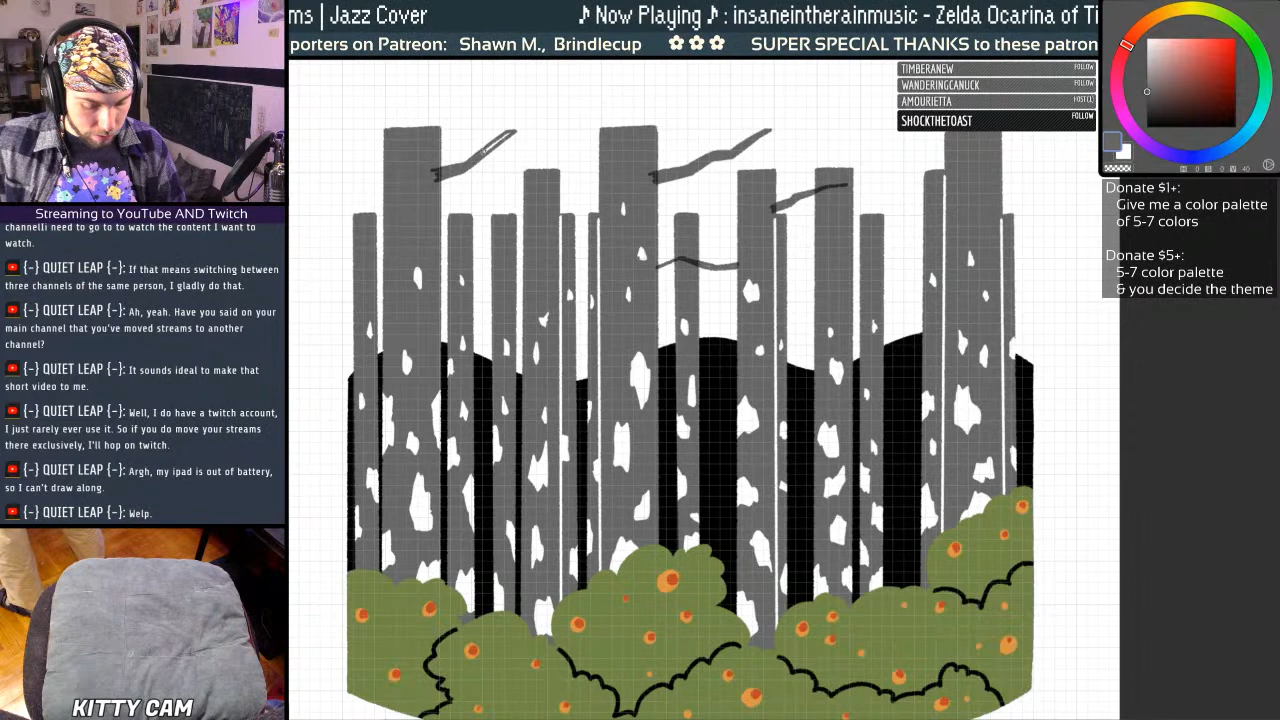 ms | Jazz Cover ♪ Now Playing ♪ : insaneintherainmusic - Zelda Ocarina of Ti
porters on Patreon: Shawn M., Brindlecup ✿ ✿ ✿ SUPER SPECIAL THANKS to these patron
TIMBERANEW FOLLOW
WANDERINGCANUCK FOLLOW
AMOURIETTA HOST(1)
SHOCKTHETOAST FOLLOW
H 0 S 0 V 40
Donate $1+:
Give me a color palette
of 5-7 colors
Donate $5+:
5-7 color palette
& you decide the theme
Streaming to YouTube AND Twitch
channelIi need to go to to watch the content I want to
watch.
{-} QUIET LEAP {-}: If that means switching between
three channels of the same person, I gladly do that.
{-} QUIET LEAP {-}: Ah, yeah. Have you said on your
main channel that you've moved streams to another
channel?
{-} QUIET LEAP {-}: It sounds ideal to make that
short video to me.
{-} QUIET LEAP {-}: Well, I do have a twitch account,
I just rarely ever use it. So if you do move your streams
there exclusively, I'll hop on twitch.
{-} QUIET LEAP {-}: Argh, my ipad is out of battery,
so I can't draw along.
{-} QUIET LEAP {-}: Welp.
KITTY CAM